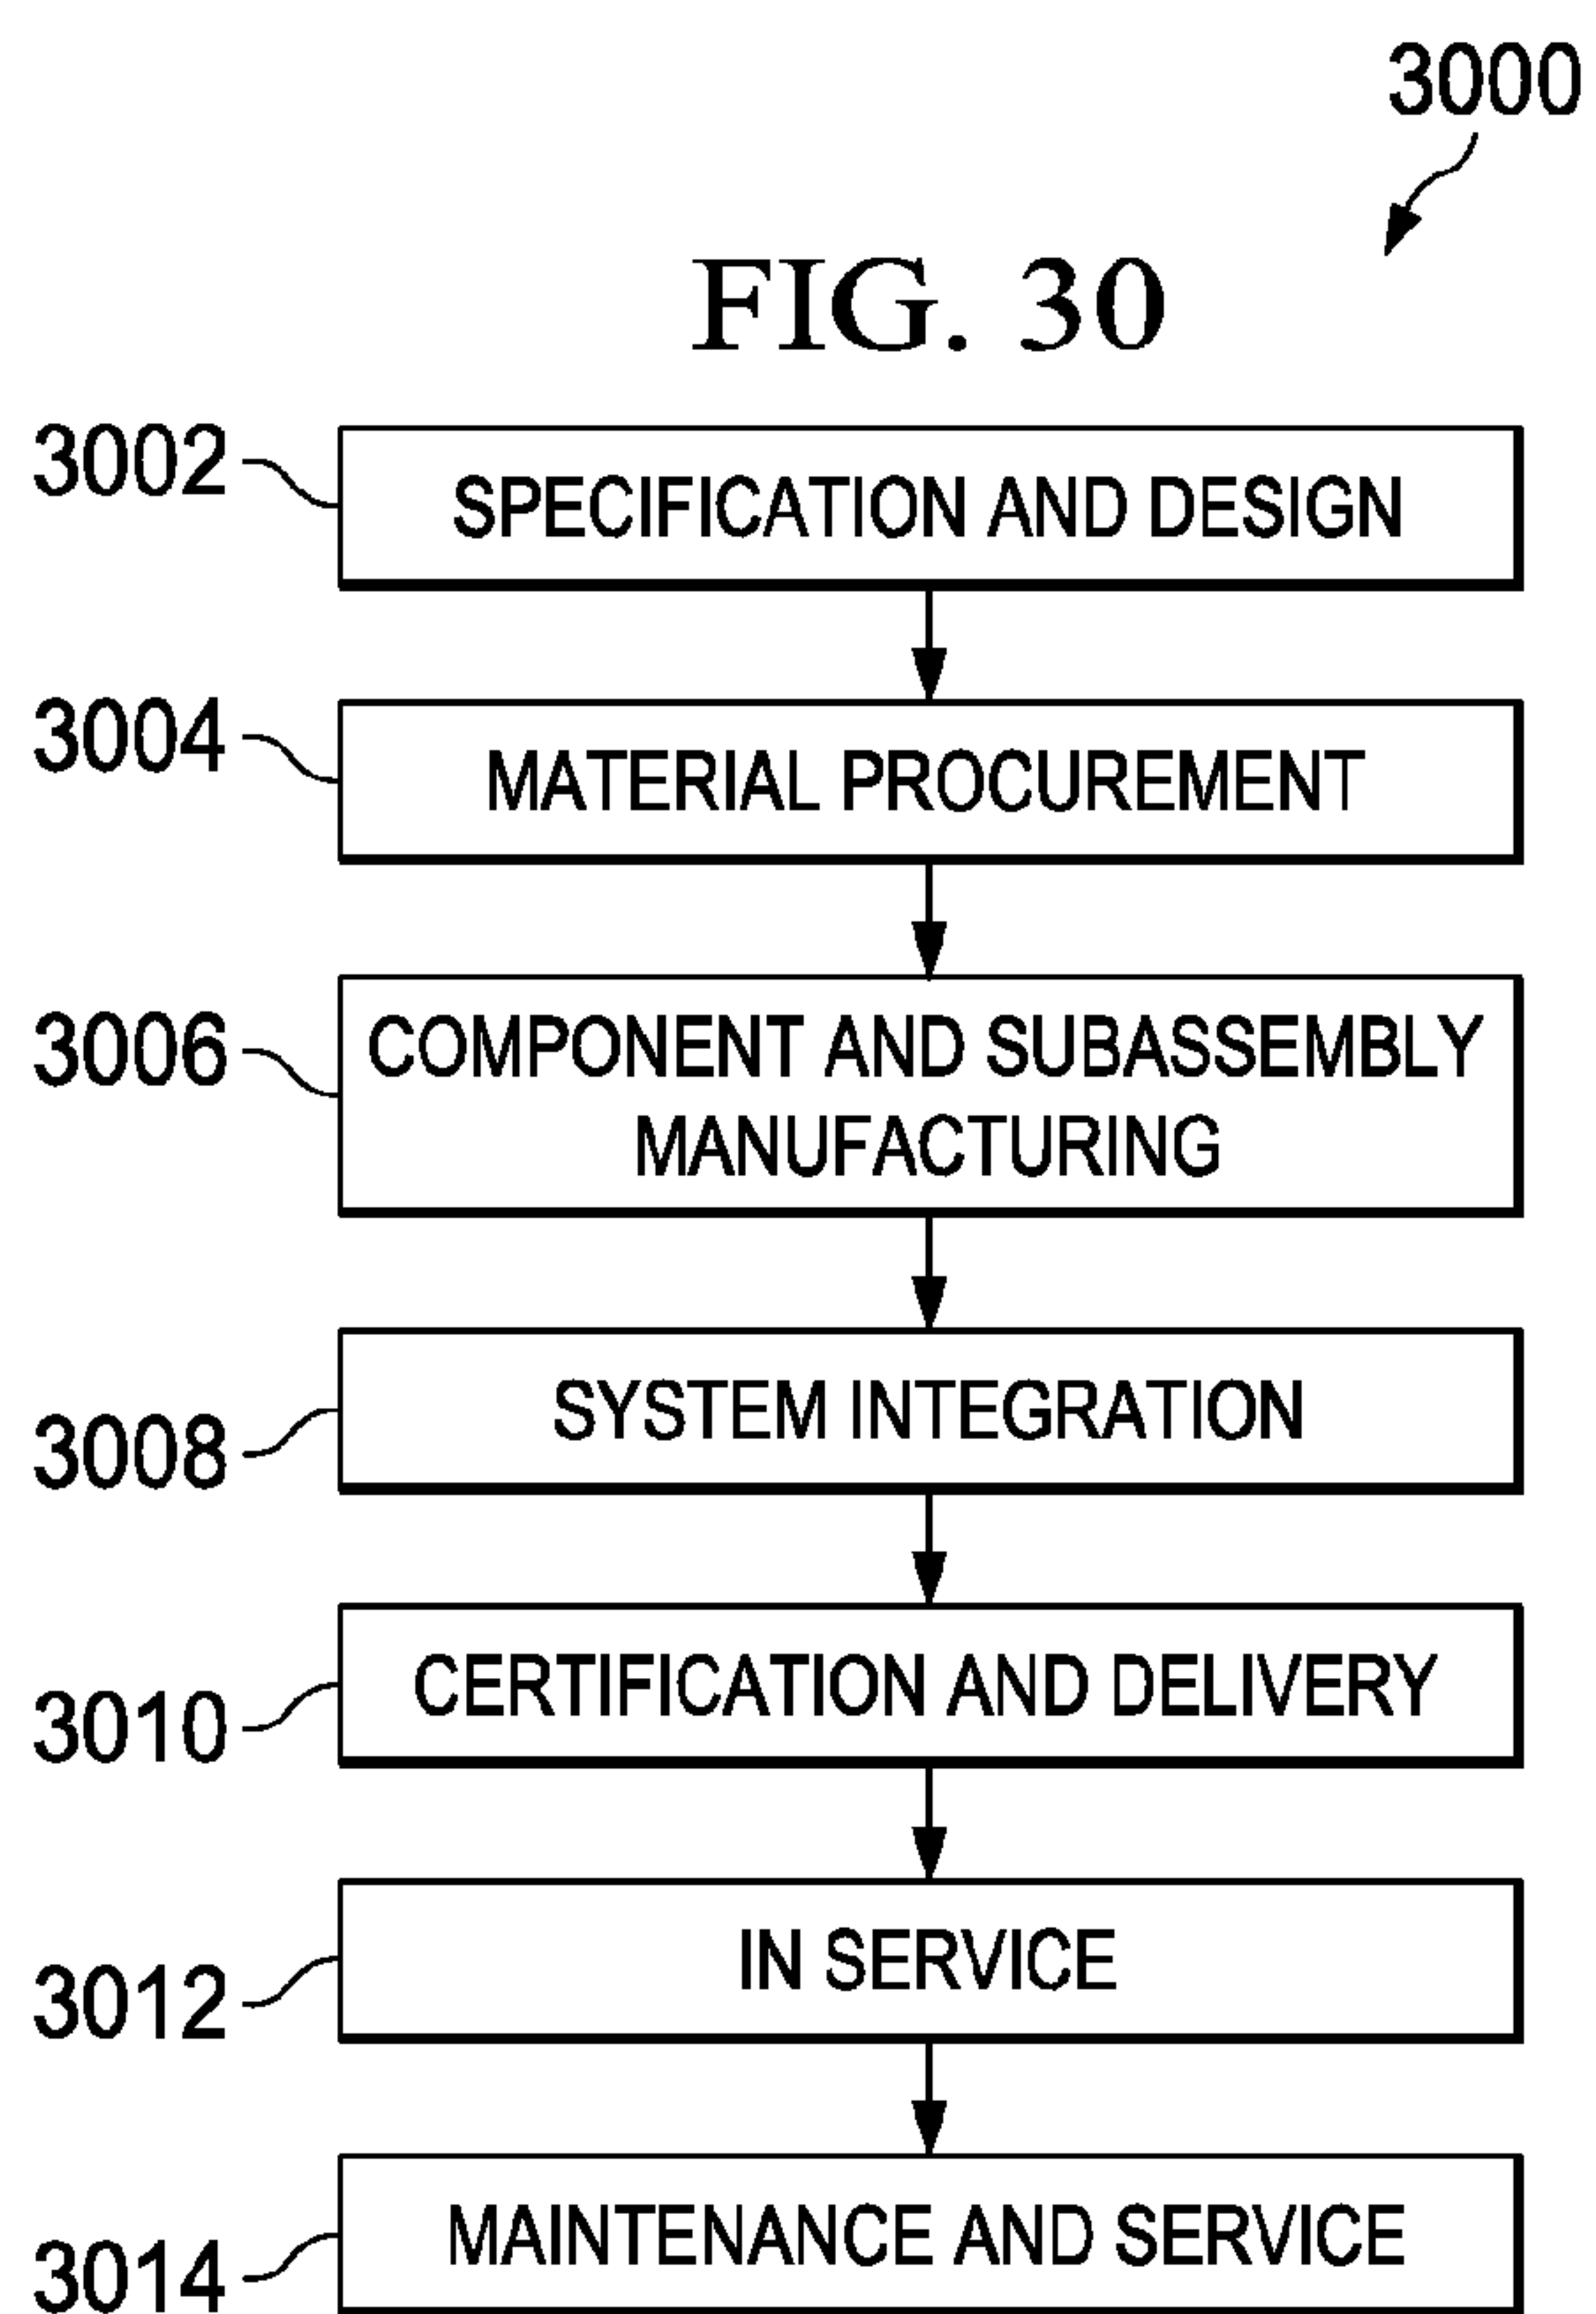 3000
FIG. 30
3002
SPECIFICATION AND DESIGN
3004
MATERIAL PROCUREMENT
3006
COMPONENT AND SUBASSEMBLY
MANUFACTURING
3008
SYSTEM INTEGRATION
3010
CERTIFICATION AND DELIVERY
3012
IN SERVICE
3014
MAINTENANCE AND SERVICE